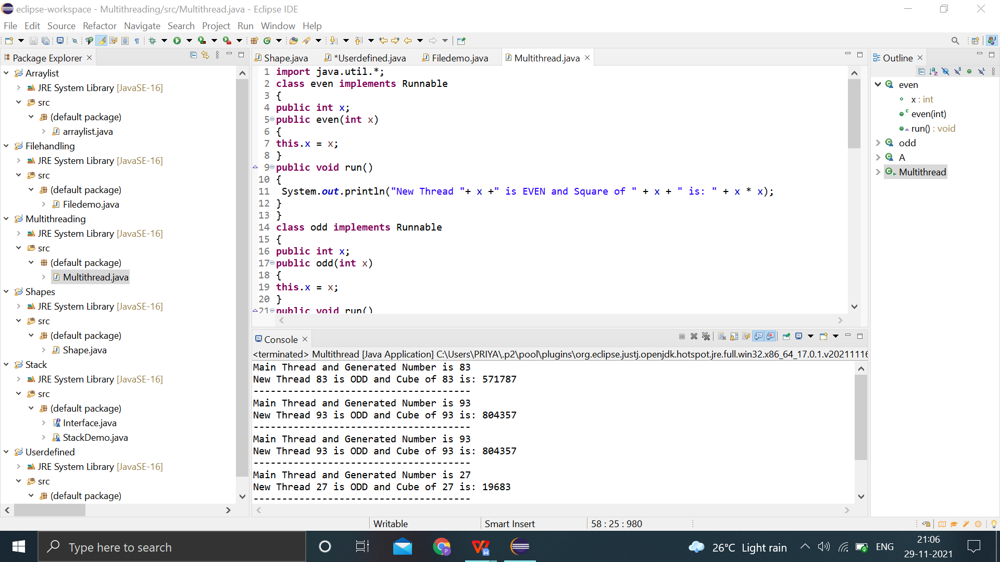 eclipse-workspace - Multithreading/src/Multithread.java - Eclipse IDE
File Edit Source Refactor Navigate Search Project Run Window Help
Package Explorer
Arraylist
JRE System Library [JavaSE-16]
src
(default package)
arraylist.java
Filehandling
JRE System Library [JavaSE-16]
src
(default package)
Filedemo.java
Multithreading
JRE System Library [JavaSE-16]
src
(default package)
Multithread.java
Shapes
JRE System Library [JavaSE-16]
src
(default package)
Shape.java
Stack
JRE System Library [JavaSE-16]
src
(default package)
Interface.java
StackDemo.java
Userdefined
JRE System Library [JavaSE-16]
src
(default package)
Shape.java *Userdefined.java Filedemo.java Multithread.java
1 import java.util.*;
2 class even implements Runnable
3 {
4 public int x;
5 public even(int x)
6 {
7 this.x = x;
8 }
9 public void run()
10 {
11 System.out.println("New Thread "+ x +" is EVEN and Square of " + x + " is: " + x * x);
12 }
13 }
14 class odd implements Runnable
15 {
16 public int x;
17 public odd(int x)
18 {
19 this.x = x;
20 }
21 public void run()
Console
<terminated> Multithread [Java Application] C:\Users\PRIYA\.p2\pool\plugins\org.eclipse.justj.openjdk.hotspot.jre.full.win32.x86_64_17.0.1.v20211116
Main Thread and Generated Number is 83
New Thread 83 is ODD and Cube of 83 is: 571787
--------------------------------------
Main Thread and Generated Number is 93
New Thread 93 is ODD and Cube of 93 is: 804357
--------------------------------------
Main Thread and Generated Number is 93
New Thread 93 is ODD and Cube of 93 is: 804357
--------------------------------------
Main Thread and Generated Number is 27
New Thread 27 is ODD and Cube of 27 is: 19683
--------------------------------------
Outline
even
x : int
even(int)
run() : void
odd
A
Multithread
Writable Smart Insert 58 : 25 : 980
Type here to search
26°C Light rain ENG
21:06
29-11-2021